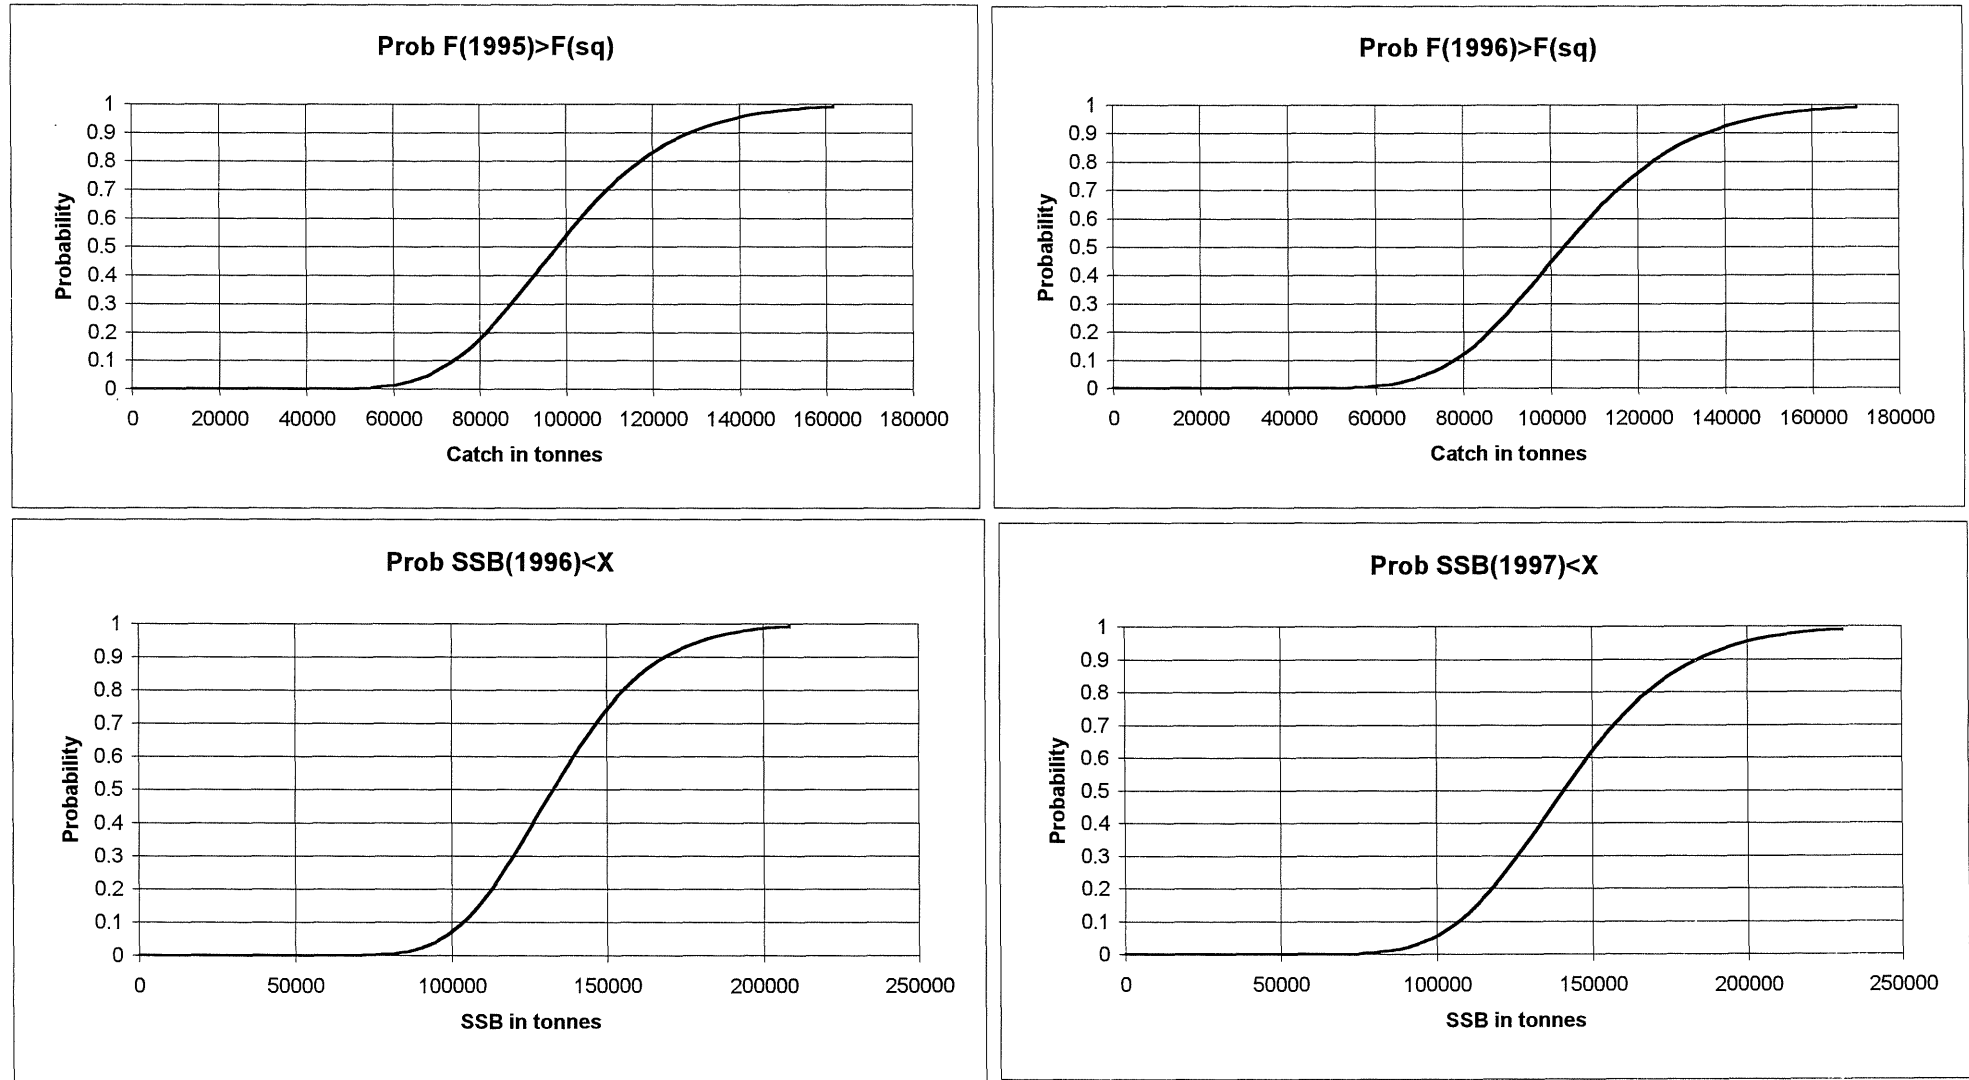 Prob F(1995)>F(sq)
1
0.9
0.8
0.7
0.6
0.5
0.4
0.3
0.2
0.1
0
Probability
0 20000 40000 60000 80000 100000 120000 140000 160000 180000
Catch in tonnes
Prob F(1996)>F(sq)
1
0.9
0.8
0.7
0.6
0.5
0.4
0.3
0.2
0.1
0
Probability
0 20000 40000 60000 80000 100000 120000 140000 160000 180000
Catch in tonnes
Prob SSB(1996)<X
1
0.9
0.8
0.7
0.6
0.5
0.4
0.3
0.2
0.1
0
Probability
0 50000 100000 150000 200000 250000
SSB in tonnes
Prob SSB(1997)<X
1
0.9
0.8
0.7
0.6
0.5
0.4
0.3
0.2
0.1
0
Probability
0 50000 100000 150000 200000 250000
SSB in tonnes